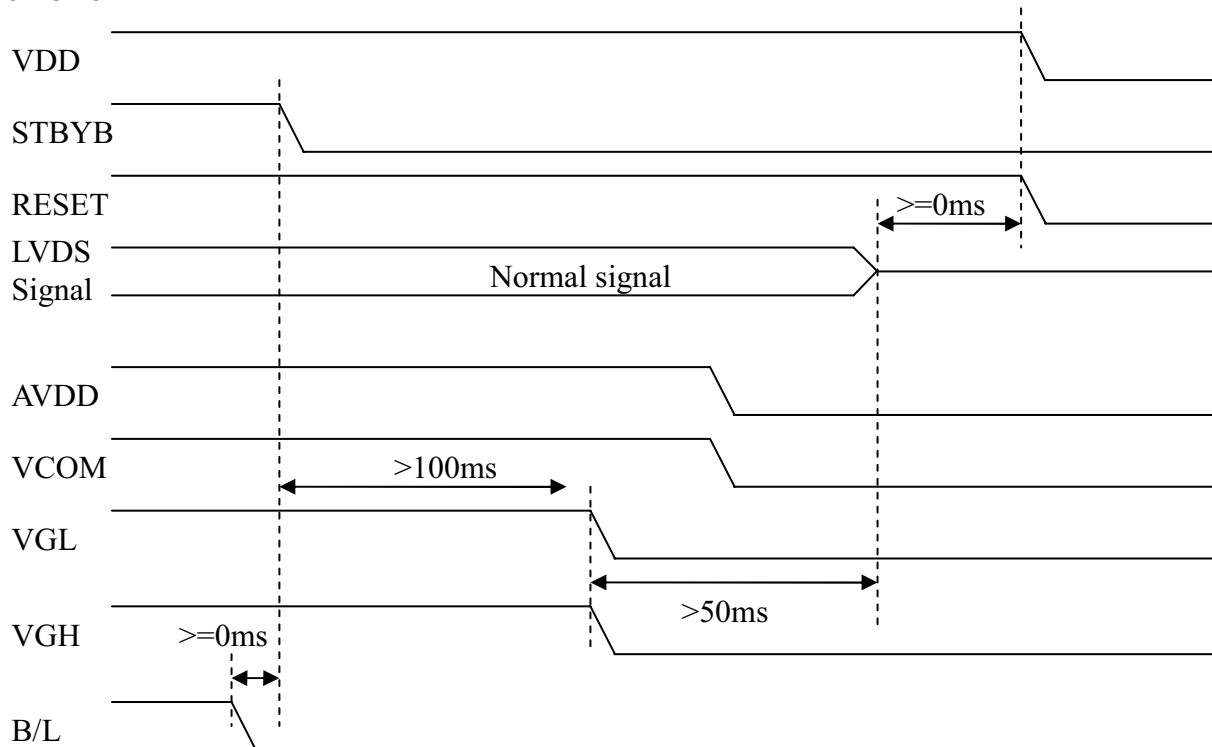 VDD
STBYB
RESET
>=0ms
LVDS
Signal
Normal signal
AVDD
VCOM
>100ms
VGL
>50ms
VGH
>=0ms
B/L